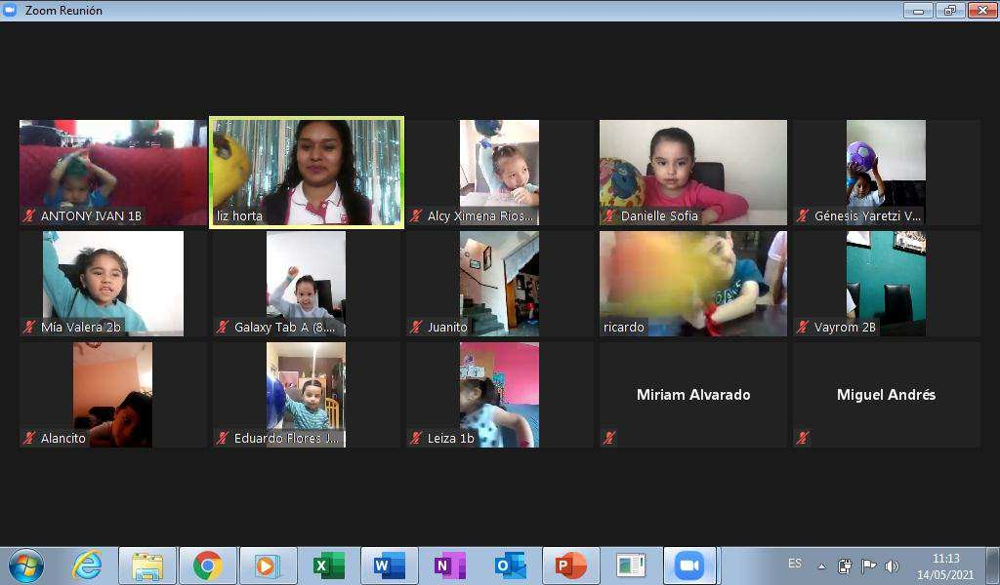 Zoom Reunión
ANTONY IVAN 1B
liz horta
Alcy Ximena Rios...
Danielle Sofia
Génesis Yaretzi V...
Mía Valera 2b
Galaxy Tab A (8....
Juanito
ricardo
Vayrom 2B
Alancito
Eduardo Flores J...
Leiza 1b
Miriam Alvarado
Miguel Andrés
ES
11:13
14/05/2021